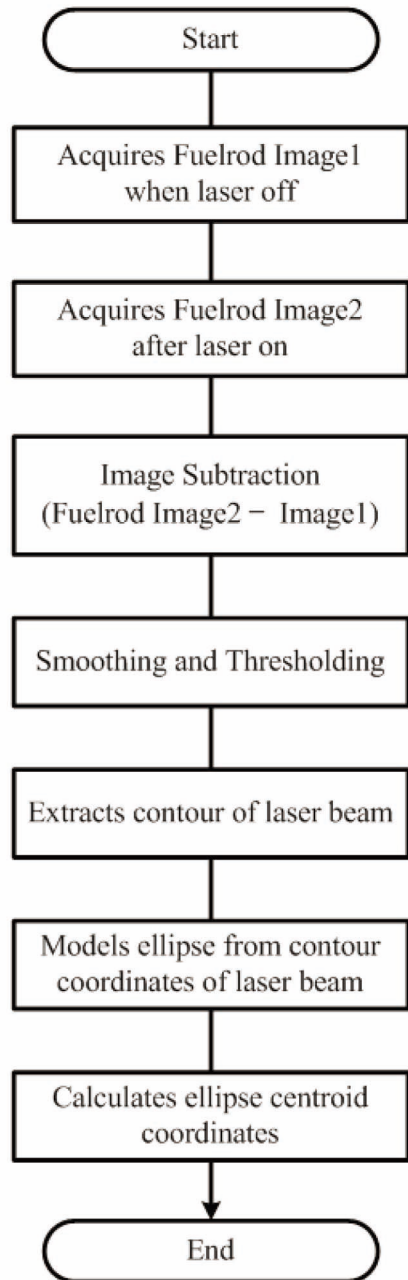 Start
Acquires Fuelrod Image1
when laser off
Acquires Fuelrod Image2
after laser on
Image Subtraction
(Fuelrod Image2 − Image1)
Smoothing and Thresholding
Extracts contour of laser beam
Models ellipse from contour
coordinates of laser beam
Calculates ellipse centroid
coordinates
End